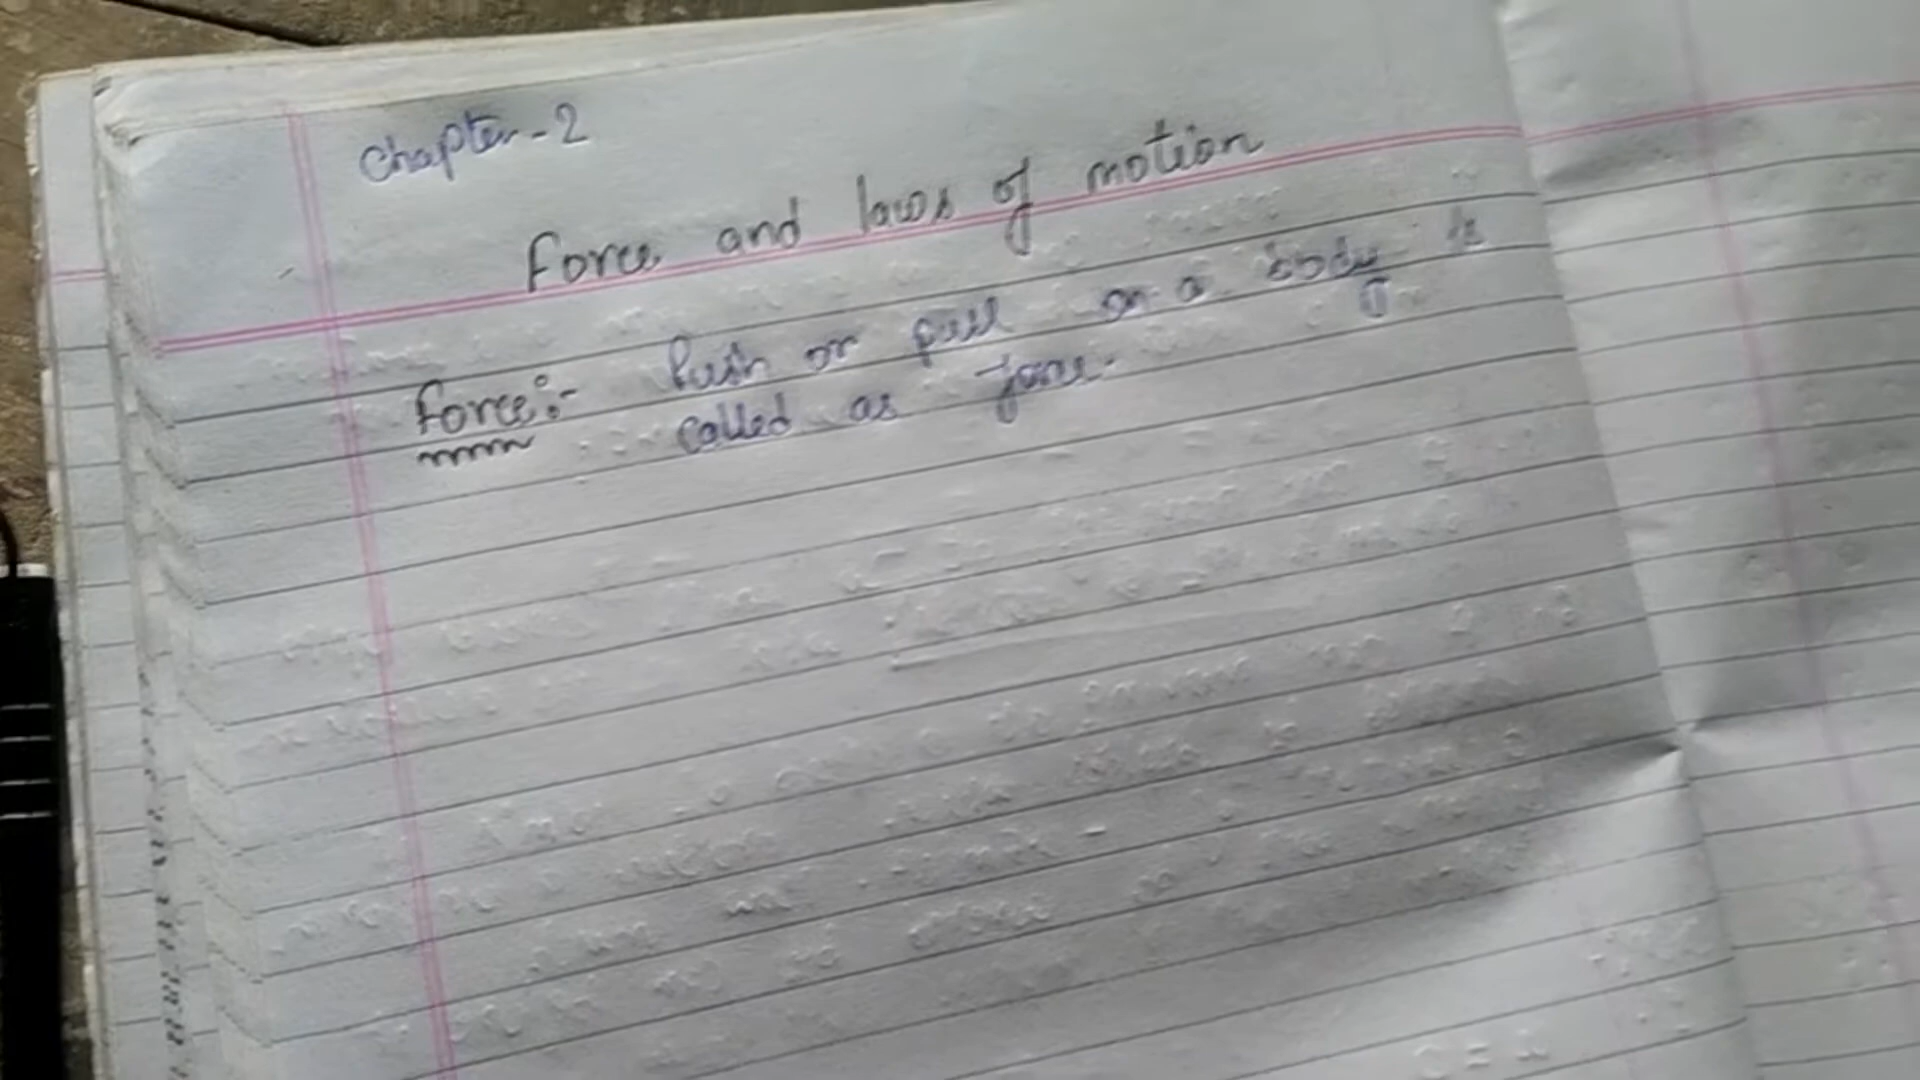 Chapter-2
Force and laws of motion
Force:- Push or pull on a body is
called as force.